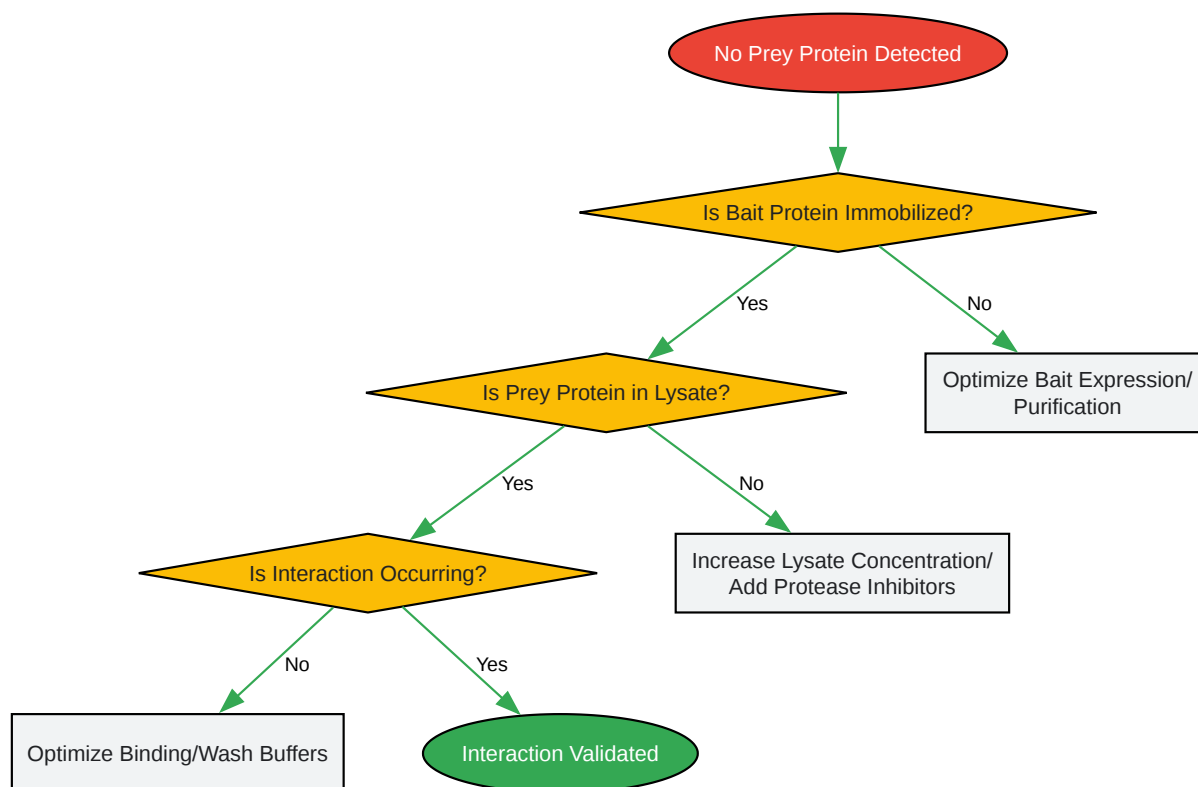 No Prey Protein Detected
Is Bait Protein Immobilized?
Yes
No
Is Prey Protein in Lysate?
Optimize Bait Expression/
Purification
Yes
No
Is Interaction Occurring?
Increase Lysate Concentration/
Add Protease Inhibitors
No
Yes
Optimize Binding/Wash Buffers
Interaction Validated